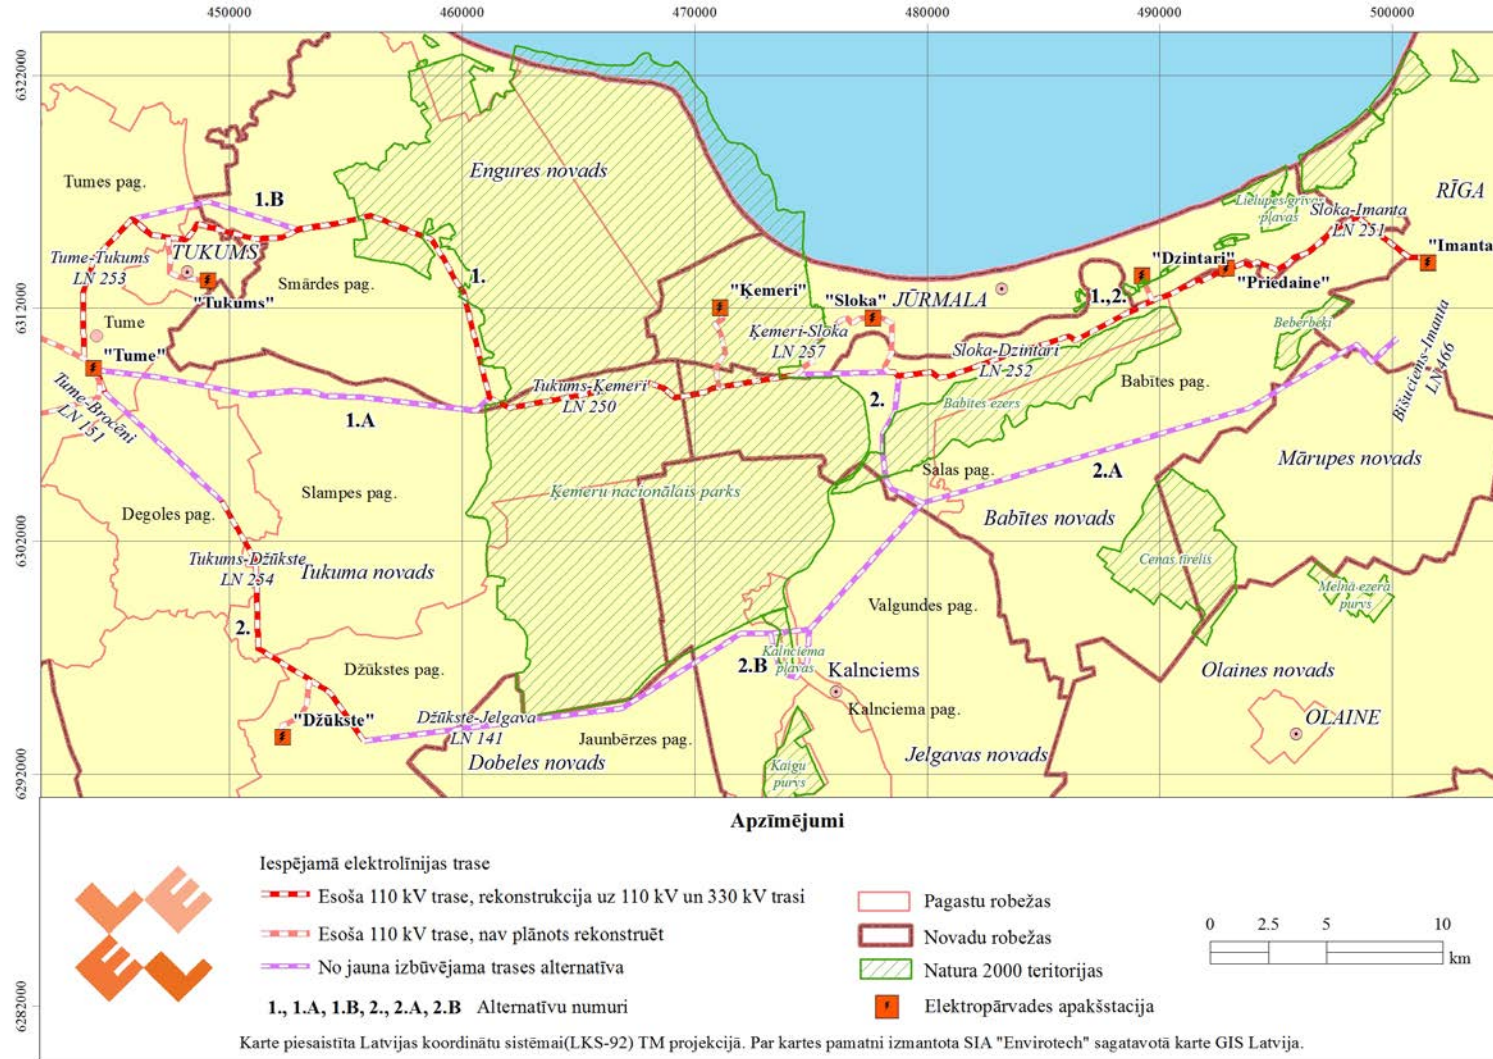 450000 460000 470000 480000 490000 500000
6322000
Engures novads
Tumes pag.
1.B
RĪGA
Lielupes grīvas
pļavas
Sloka-Imanta
LN 251
Tume-Tukums
LN 253
TUKUMS
"Dzintari"
"Imanta"
Smārdes pag.
1.
"Priedaine"
"Tukums"
"Ķemeri"
"Sloka"
JŪRMALA
1.,2.
Tume
Ķemeri-Sloka
LN 257
Beberbeķi
"Tume"
Sloka-Dzintari
LN 252
Bišuciems-Imanta
LN 466
Tukums-Ķemeri
LN 250
Babītes pag.
Tume-Brocēni
LN 151
1.A
2.
Babītes ezers
Salas pag.
2.A
Mārupes novads
Slampes pag.
Ķemeru nacionālais parks
Degoles pag.
Babītes novads
Tukums-Džūkste
LN 254
Tukuma novads
Cenas tīrelis
Melnā ezera
purvs
Valgundes pag.
2.
Džūkstes pag.
2.B
Kalnciema
pļavas
Kalnciems
Olaines novads
"Džūkste"
Džūkste-Jelgava
LN 141
Jaunbērzes pag.
Kalnciema pag.
OLAINE
Dobeles novads
Jelgavas novads
Kaigu
purvs
6292000
6282000
Apzīmējumi
Iespējamā elektrolīnijas trase
Esoša 110 kV trase, rekonstrukcija uz 110 kV un 330 kV trasi
Esoša 110 kV trase, nav plānots rekonstruēt
No jauna izbūvējama trases alternatīva
1., 1.A, 1.B, 2., 2.A, 2.B Alternatīvu numuri
Pagastu robežas
Novadu robežas
Natura 2000 teritorijas
Elektropārvades apakšstacija
0 2.5 5 10
km
Karte piesaistīta Latvijas koordinātu sistēmai(LKS-92) TM projekcijā. Par kartes pamatni izmantota SIA "Envirotech" sagatavotā karte GIS Latvija.